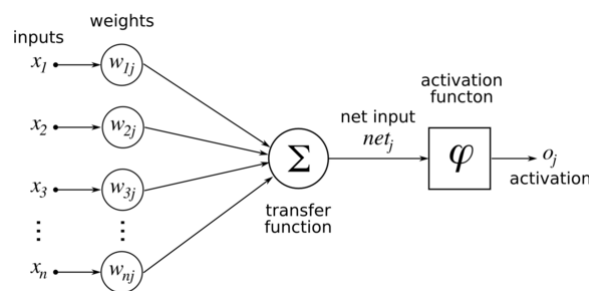 weights
inputs
x1 w1j
x2 w2j
x3 w3j
⋮ ⋮
xn wnj
Σ
transfer
function
net input
netj
activation
functon
φ
oj
activation